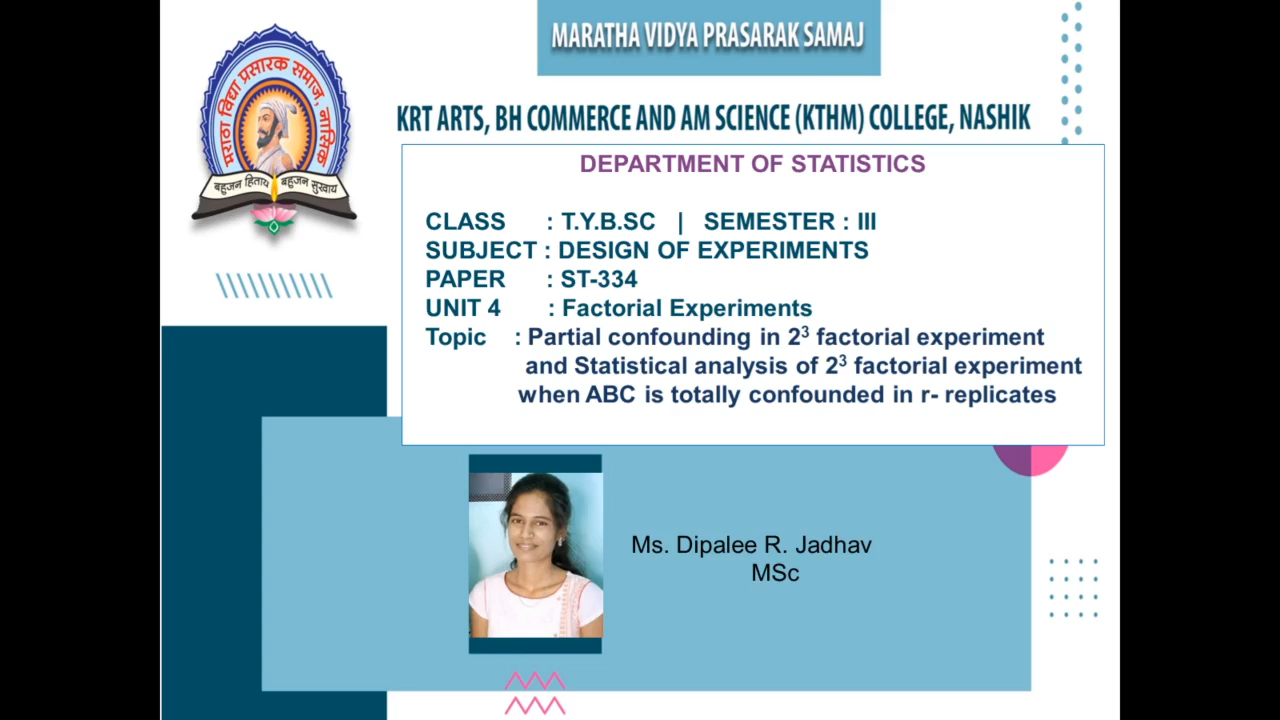 MARATHA VIDYA PRASARAK SAMAJ
मराठा विद्या प्रसारक समाज, नाशिक
बहुजन हिताय बहुजन सुखाय
KRT ARTS, BH COMMERCE AND AM SCIENCE (KTHM) COLLEGE, NASHIK
DEPARTMENT OF STATISTICS
CLASS : T.Y.B.SC | SEMESTER : III
SUBJECT : DESIGN OF EXPERIMENTS
PAPER : ST-334
UNIT 4 : Factorial Experiments
Topic : Partial confounding in 2³ factorial experiment
and Statistical analysis of 2³ factorial experiment
when ABC is totally confounded in r- replicates
Ms. Dipalee R. Jadhav
MSc